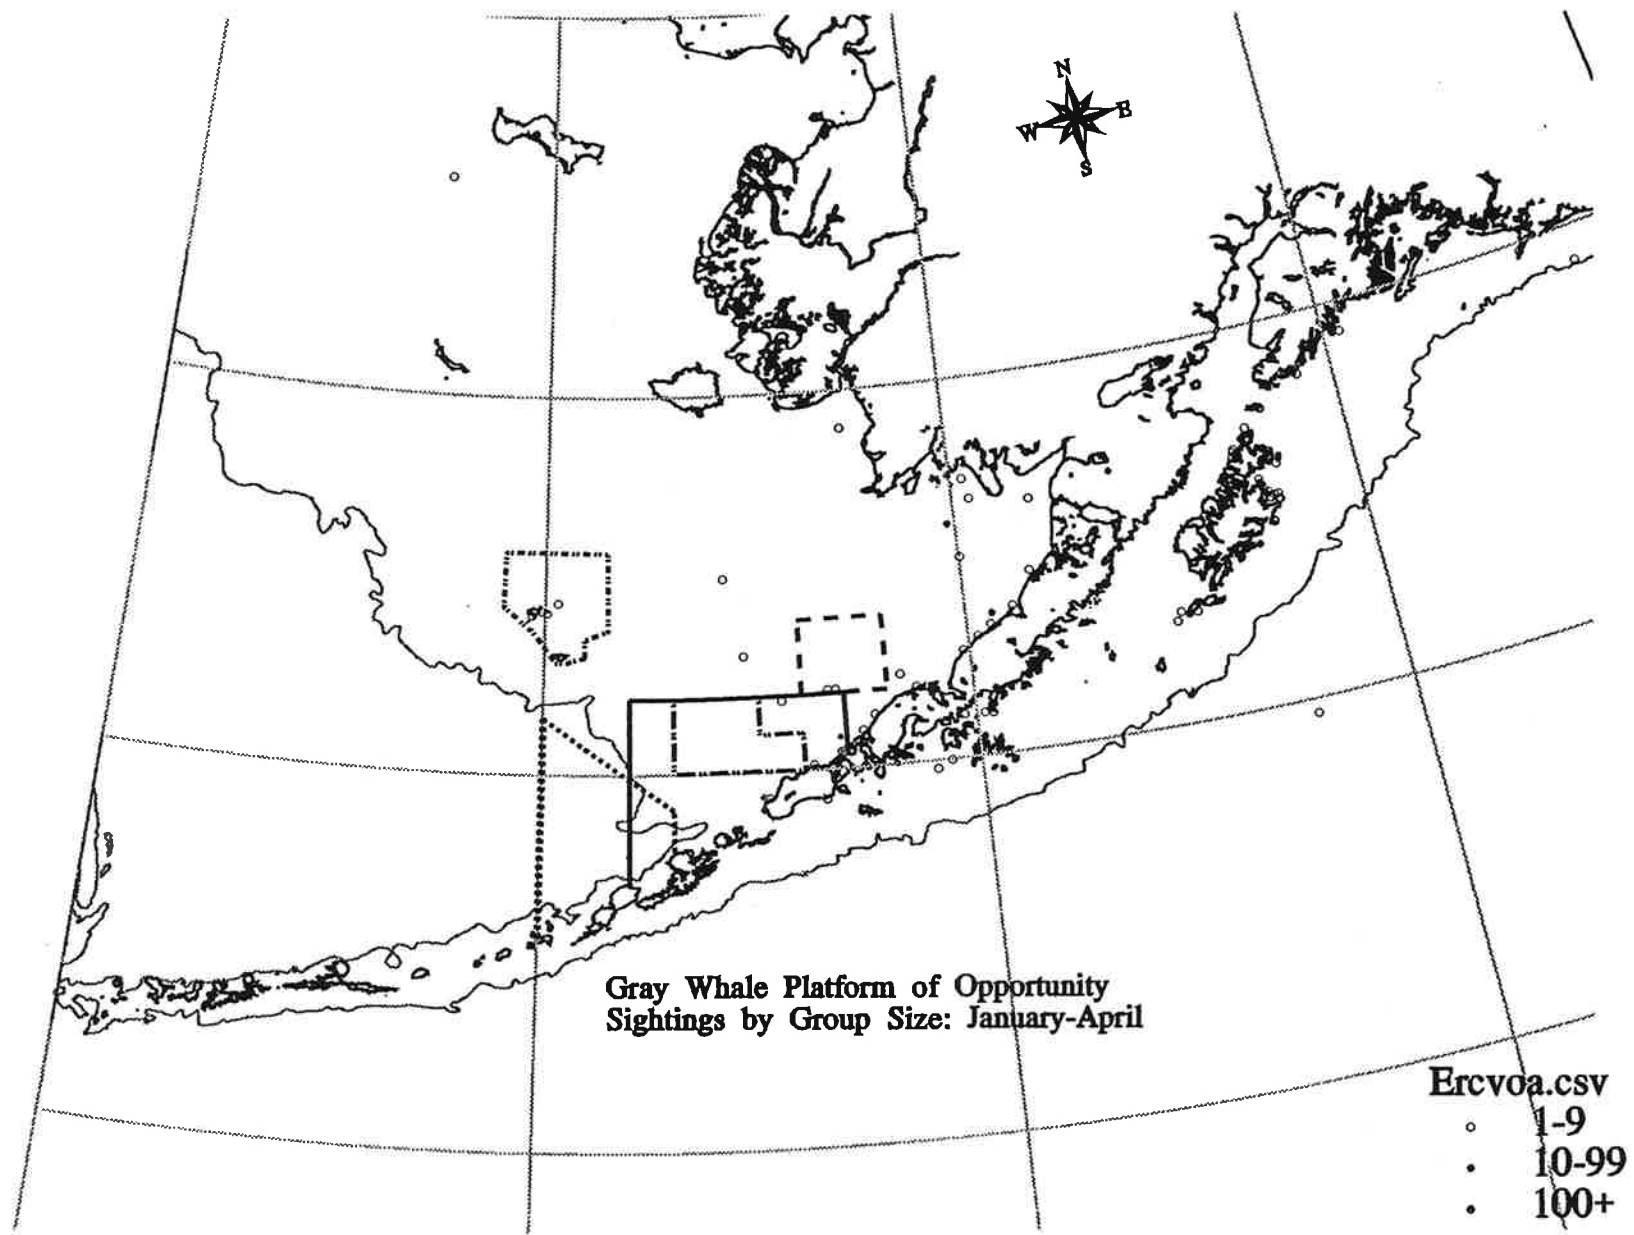 N
W E
S
Gray Whale Platform of Opportunity
Sightings by Group Size: January-April
Ercvoa.csv
1-9
10-99
100+